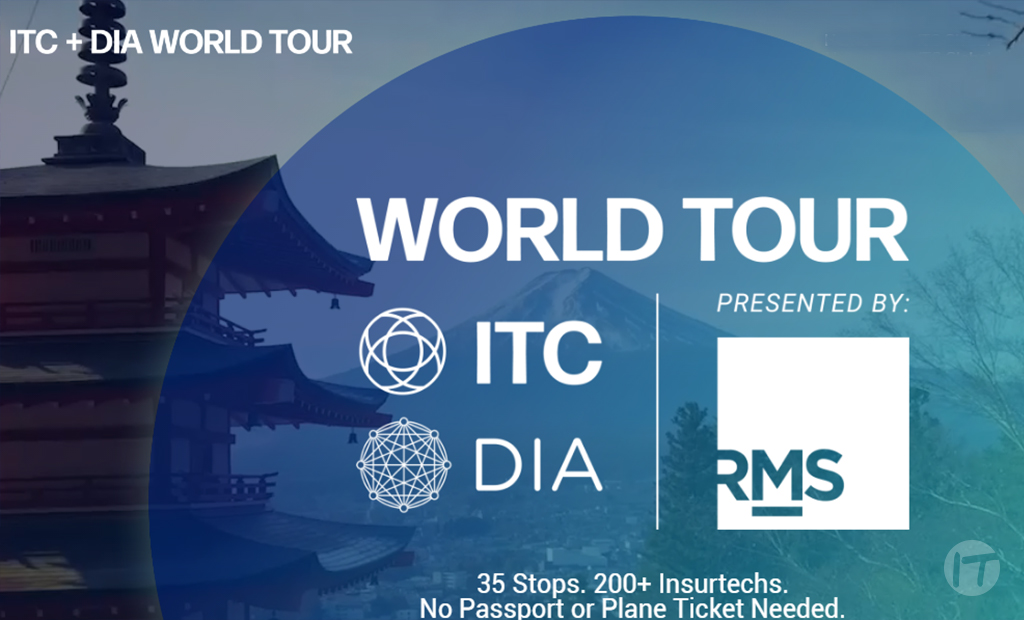 ITC + DIA WORLD TOUR
WORLD TOUR
PRESENTED BY:
ITC
DIA
RMS
35 Stops. 200+ Insurtechs.
No Passport or Plane Ticket Needed.
IT